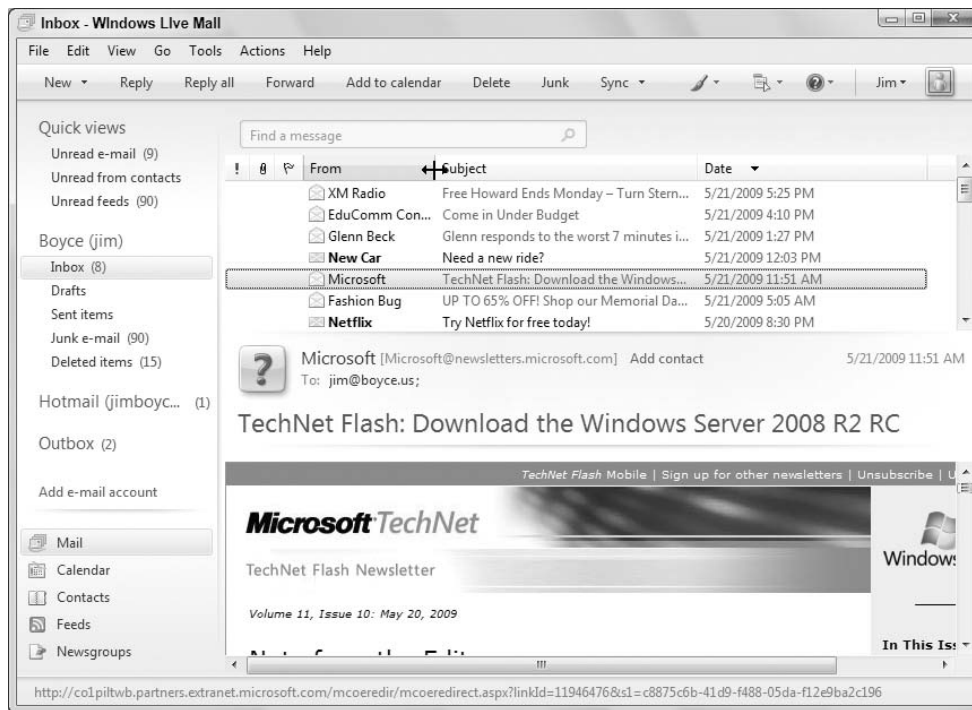 Inbox - Windows Live Mail
File Edit View Go Tools Actions Help
New Reply Reply all Forward Add to calendar Delete Junk Sync Jim
Quick views
Unread e-mail (9)
Unread from contacts
Unread feeds (90)
Boyce (jim)
Inbox (8)
Drafts
Sent items
Junk e-mail (90)
Deleted items (15)
Hotmail (jimboyc... (1)
Outbox (2)
Add e-mail account
Mail
Calendar
Contacts
Feeds
Newsgroups
Find a message
! From Subject Date
XM Radio Free Howard Ends Monday – Turn Stern... 5/21/2009 5:25 PM
EduComm Con... Come in Under Budget 5/21/2009 4:10 PM
Glenn Beck Glenn responds to the worst 7 minutes i... 5/21/2009 1:27 PM
New Car Need a new ride? 5/21/2009 12:03 PM
Microsoft TechNet Flash: Download the Windows... 5/21/2009 11:51 AM
Fashion Bug UP TO 65% OFF! Shop our Memorial Da... 5/21/2009 5:05 AM
Netflix Try Netflix for free today! 5/20/2009 8:30 PM
Microsoft [Microsoft@newsletters.microsoft.com] Add contact 5/21/2009 11:51 AM
To: jim@boyce.us;
TechNet Flash: Download the Windows Server 2008 R2 RC
TechNet Flash Mobile | Sign up for other newsletters | Unsubscribe | U
Microsoft TechNet
TechNet Flash Newsletter
Windows
Volume 11, Issue 10: May 20, 2009
In This Is
http://co1piltwb.partners.extranet.microsoft.com/mcoeredir/mcoeredirect.aspx?linkId=11946476&s1=c8875c6b-41d9-f488-05da-f12e9ba2c196